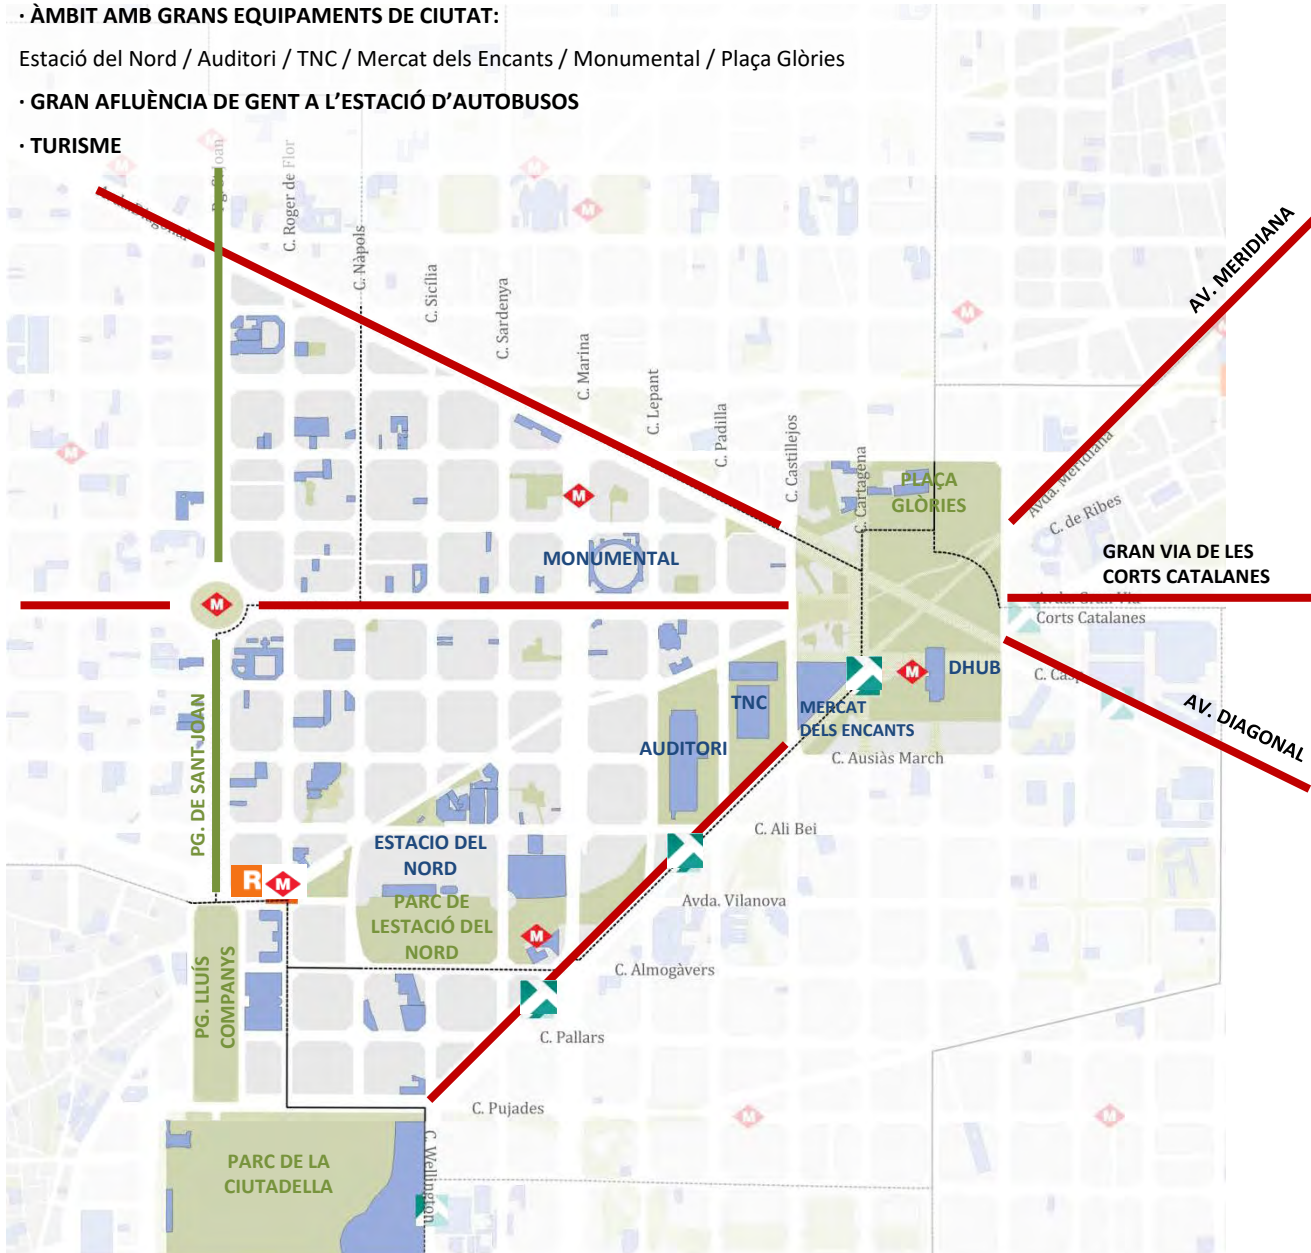 · ÀMBIT AMB GRANS EQUIPAMENTS DE CIUTAT:
Estació del Nord / Auditori / TNC / Mercat dels Encants / Monumental / Plaça Glòries
· GRAN AFLUÈNCIA DE GENT A L’ESTACIÓ D’AUTOBUSOS
· TURISME
M
M
M
C. Roger de Flor
C. Nàpols
C. Sicília
C. Sardenya
C. Marina
C. Lepant
C. Padilla
C. Castillejos
C. Cartagena
AV. MERIDIANA
M
M
M
PLAÇA
GLÒRIES
Avda. Meridiana
C. de Ribes
MONUMENTAL
GRAN VIA DE LES
CORTS CATALANES
M
Corts Catalanes
M
DHUB
TNC
MERCAT
DELS ENCANTS
AV. DIAGONAL
AUDITORI
C. Ausiàs March
PG. DE SANT JOAN
C. Ali Bei
ESTACIO DEL
NORD
R
M
PARC DE
LESTACIÓ DEL
NORD
Avda. Vilanova
M
C. Almogàvers
PG. LLUÍS
COMPANYS
C. Pallars
C. Pujades
M
M
PARC DE LA
CIUTADELLA
C. Wellington